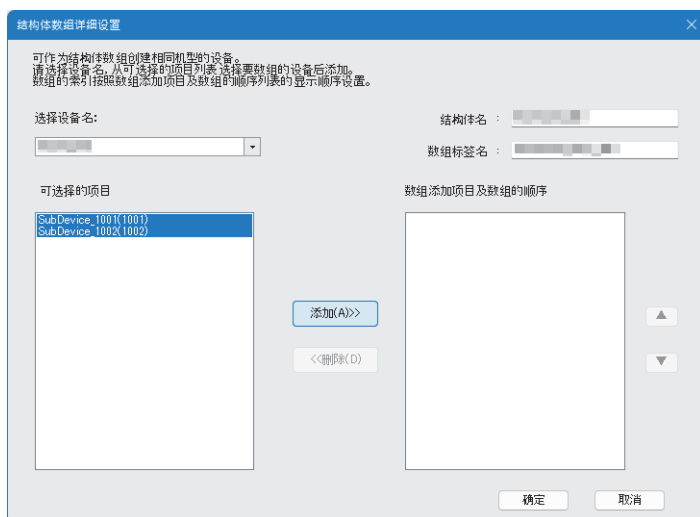 结构体数组详细设置
可作为结构体数组创建相同机型的设备。
请选择设备名,从可选择的项目列表选择要数组的设备后添加。
数组的索引按照数组添加项目及数组的顺序列表的显示顺序设置。
选择设备名:
结构体名 :
数组标签名 :
可选择的项目
数组添加项目及数组的顺序
SubDevice_1001(1001)
SubDevice_1002(1002)
添加(A)>>
<<删除(D)
▲
▼
确定
取消